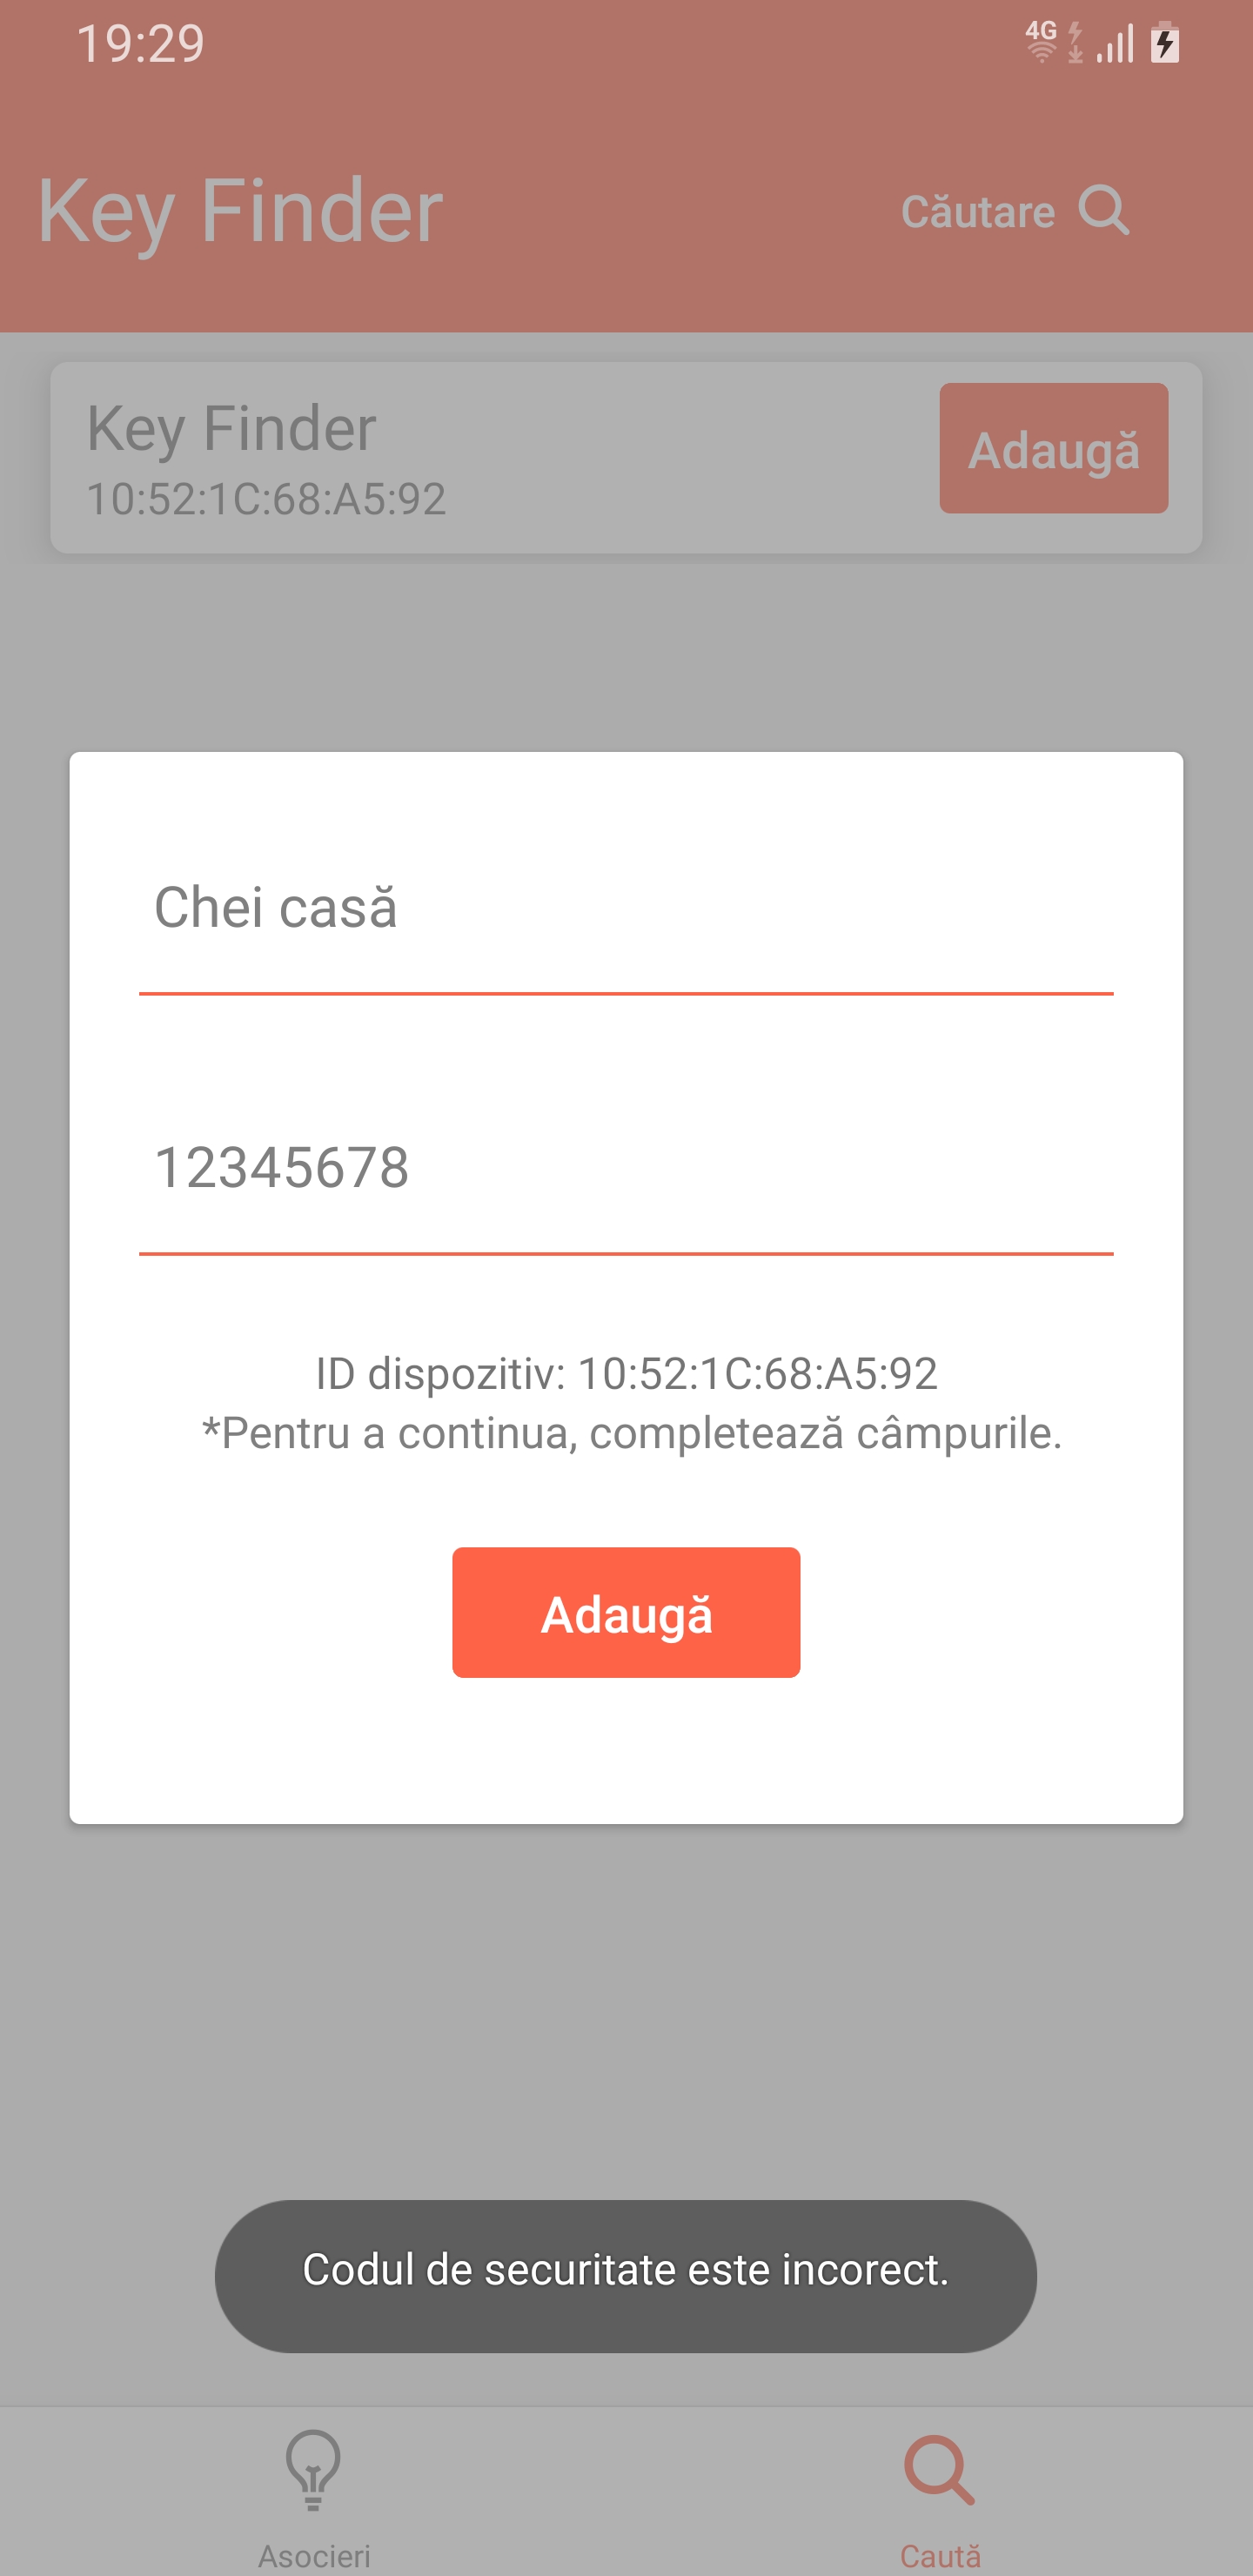 19:29
4G
Key Finder
Căutare
Key Finder
10:52:1C:68:A5:92
Adaugă
Chei casă
12345678
ID dispozitiv: 10:52:1C:68:A5:92
*Pentru a continua, completează câmpurile.
Adaugă
Codul de securitate este incorect.
Asocieri
Caută